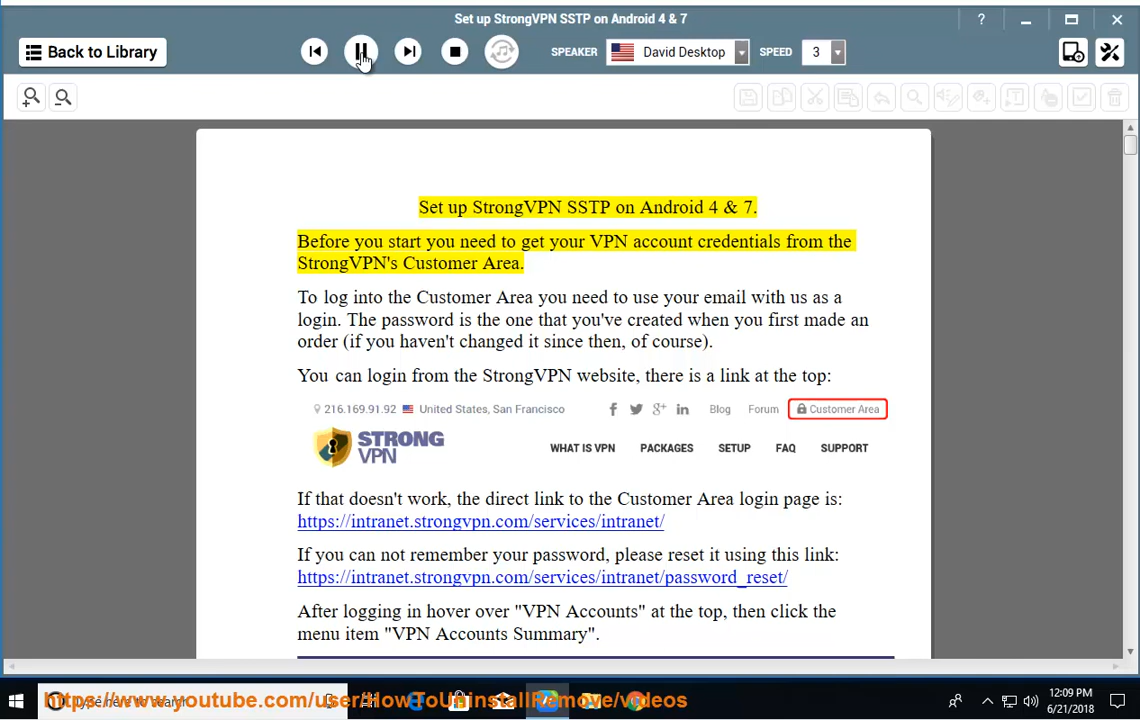 Set up StrongVPN SSTP on Android 4 & 7
?
Back to Library
SPEAKER
David Desktop
SPEED
3
Set up StrongVPN SSTP on Android 4 & 7.
Before you start you need to get your VPN account credentials from the
StrongVPN's Customer Area.
To log into the Customer Area you need to use your email with us as a
login. The password is the one that you've created when you first made an
order (if you haven't changed it since then, of course).
You can login from the StrongVPN website, there is a link at the top:
216.169.91.92 United States, San Francisco
Blog
Forum
Customer Area
STRONG
VPN
WHAT IS VPN
PACKAGES
SETUP
FAQ
SUPPORT
If that doesn't work, the direct link to the Customer Area login page is:
https://intranet.strongvpn.com/services/intranet/
If you can not remember your password, please reset it using this link:
https://intranet.strongvpn.com/services/intranet/password_reset/
After logging in hover over "VPN Accounts" at the top, then click the
menu item "VPN Accounts Summary".
Type here to search
https://www.youtube.com/user/HowToUninstallRemove/videos
12:09 PM
6/21/2018